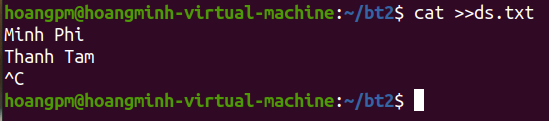 hoangpm@hoangminh-virtual-machine:~/bt2$ cat >>ds.txt
Minh Phi
Thanh Tam
^C
hoangpm@hoangminh-virtual-machine:~/bt2$